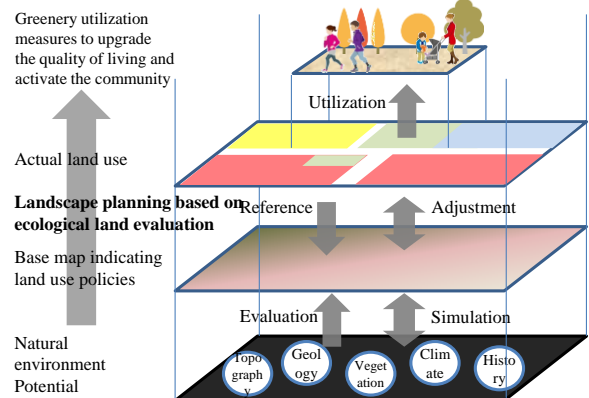 Greenery utilization
measures to upgrade
the quality of living and
activate the community
Utilization
Actual land use
Landscape planning based on
ecological land evaluation
Reference
Adjustment
Base map indicating
land use policies
Evaluation
Simulation
Natural
environment
Potential
Topo
graph
y
Geol
ogy
Veget
ation
Clim
ate
Histo
ry